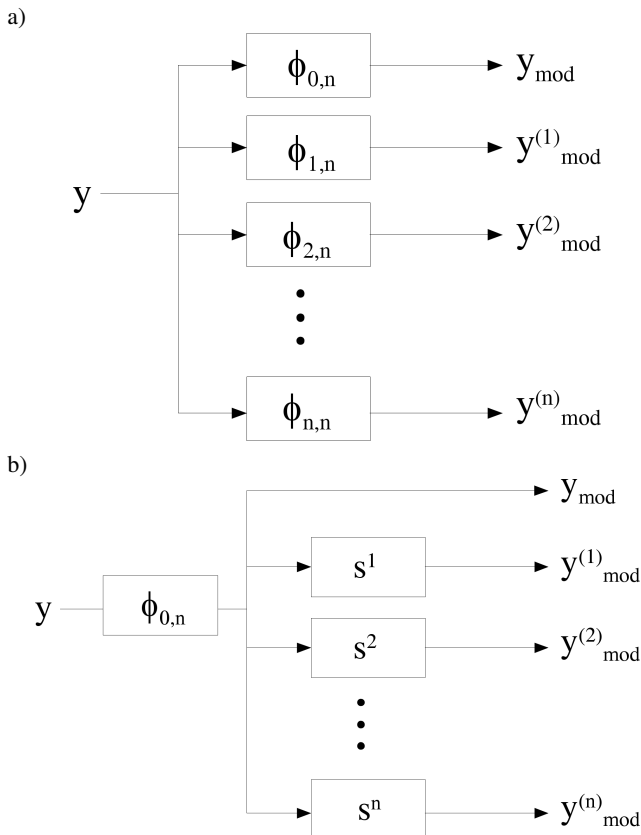 a)
ϕ0,n
ymod
ϕ1,n
y(1)mod
y
ϕ2,n
y(2)mod
ϕn,n
y(n)mod
b)
ymod
s1
y(1)mod
y
ϕ0,n
s2
y(2)mod
sn
y(n)mod